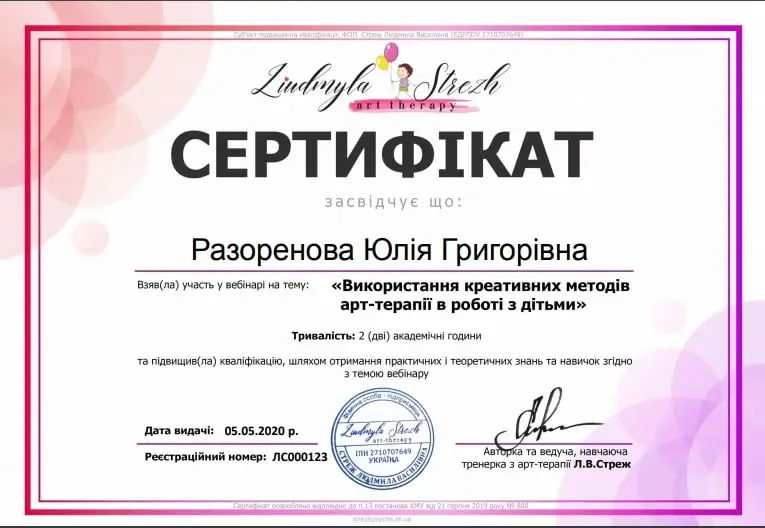 Суб'єкт підвищення кваліфікації: ФОП Стреж Людмила Василівна (ЄДРПОУ 2710707649)
Liudmyla Strezh
art therapy
СЕРТИФІКАТ
засвідчує що:
Разоренова Юлія Григорівна
Взяв(ла) участь у вебінарі на тему: «Використання креативних методів
арт-терапії в роботі з дітьми»
Тривалість: 2 (дві) академічні години
та підвищив(ла) кваліфікацію, шляхом отримання практичних і теоретичних знань та навичок згідно
з темою вебінару
Фізична особа - підприємець
Liudmyla Strezh
art-therapy
ІПН 2710707649
УКРАЇНА
СТРЕЖ ЛЮДМИЛА ВАСИЛІВНА
Дата видачі: 05.05.2020 р.
Реєстраційний номер: ЛС000123
Авторка та ведуча, навчаюча
тренерка з арт-терапії Л.В.Стреж
Сертифікат розроблено відповідно до п.13 постанови КМУ від 21 серпня 2019 року № 800
strezhpsyche.at.ua